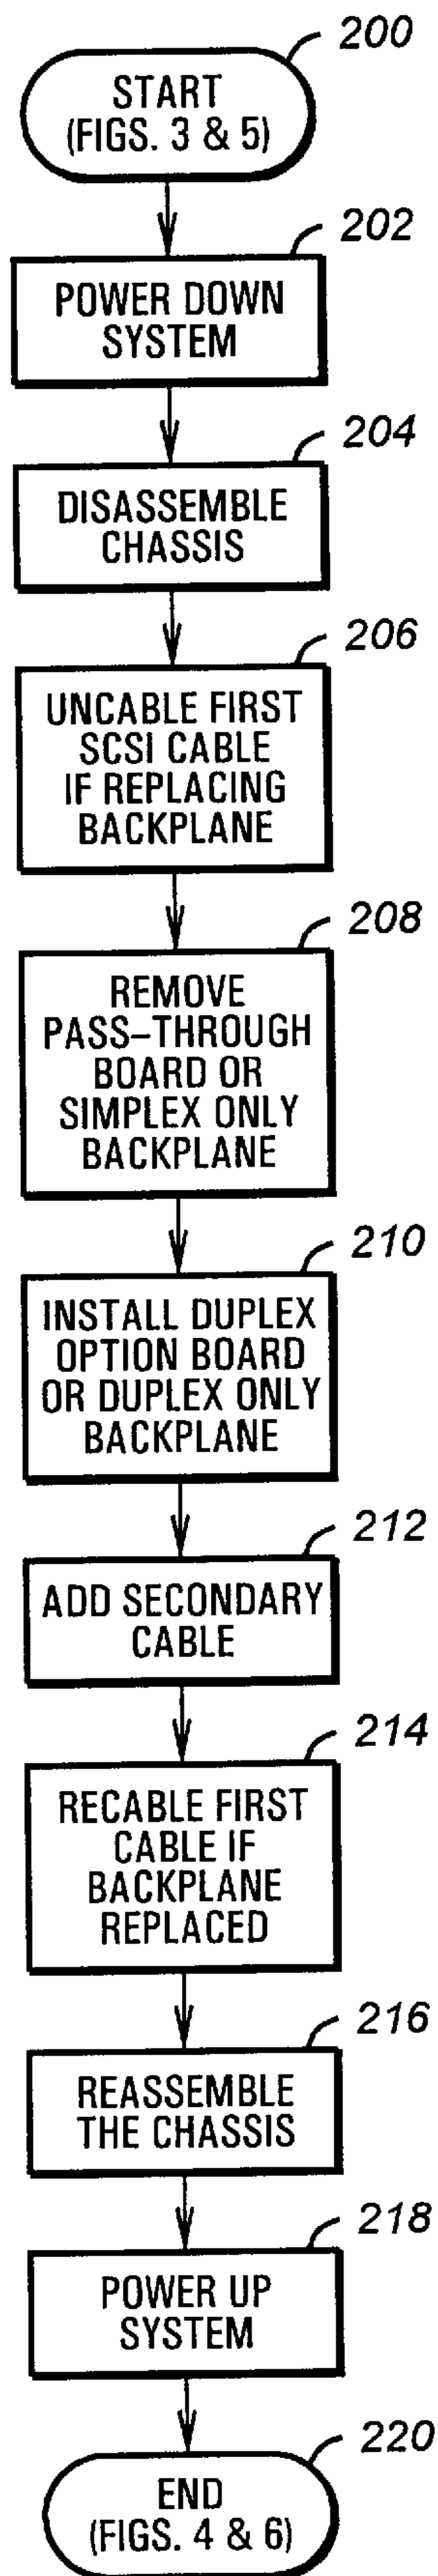 200
START
(FIGS. 3 & 5)
202
POWER DOWN
SYSTEM
204
DISASSEMBLE
CHASSIS
206
UNCABLE FIRST
SCSI CABLE
IF REPLACING
BACKPLANE
208
REMOVE
PASS-THROUGH
BOARD OR
SIMPLEX ONLY
BACKPLANE
210
INSTALL DUPLEX
OPTION BOARD
OR DUPLEX ONLY
BACKPLANE
212
ADD SECONDARY
CABLE
214
RECABLE FIRST
CABLE IF
BACKPLANE
REPLACED
216
REASSEMBLE
THE CHASSIS
218
POWER UP
SYSTEM
220
END
(FIGS. 4 & 6)